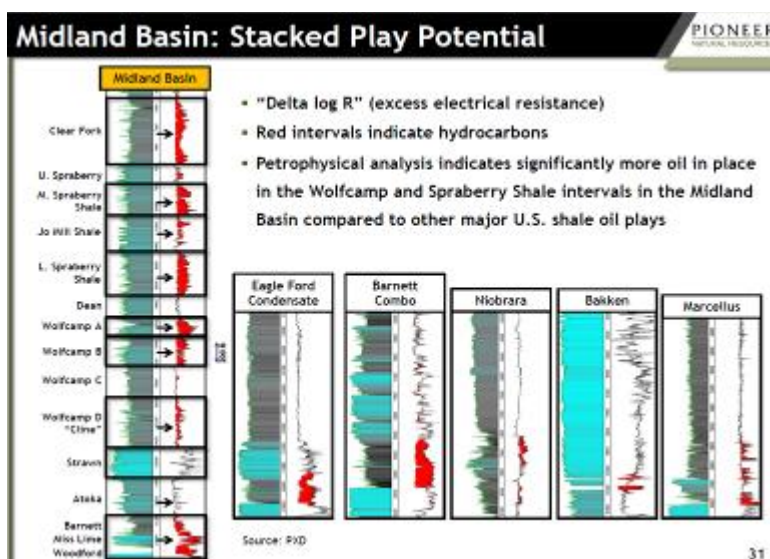 Midland Basin: Stacked Play Potential
PIONEER
NATURAL RESOURCES
Midland Basin
Clear Fork
U. Spraberry
M. Spraberry
Shale
Jo Mill Shale
L. Spraberry
Shale
Dean
Wolfcamp A
Wolfcamp B
Wolfcamp C
Wolfcamp D
"Cline"
Strawn
Atoka
Barnett
Miss Lime
Woodford
• "Delta log R" (excess electrical resistance)
• Red intervals indicate hydrocarbons
• Petrophysical analysis indicates significantly more oil in place
in the Wolfcamp and Spraberry Shale intervals in the Midland
Basin compared to other major U.S. shale oil plays
Eagle Ford
Condensate
Barnett
Combo
Niobrara
Bakken
Marcellus
Source: PXD
31